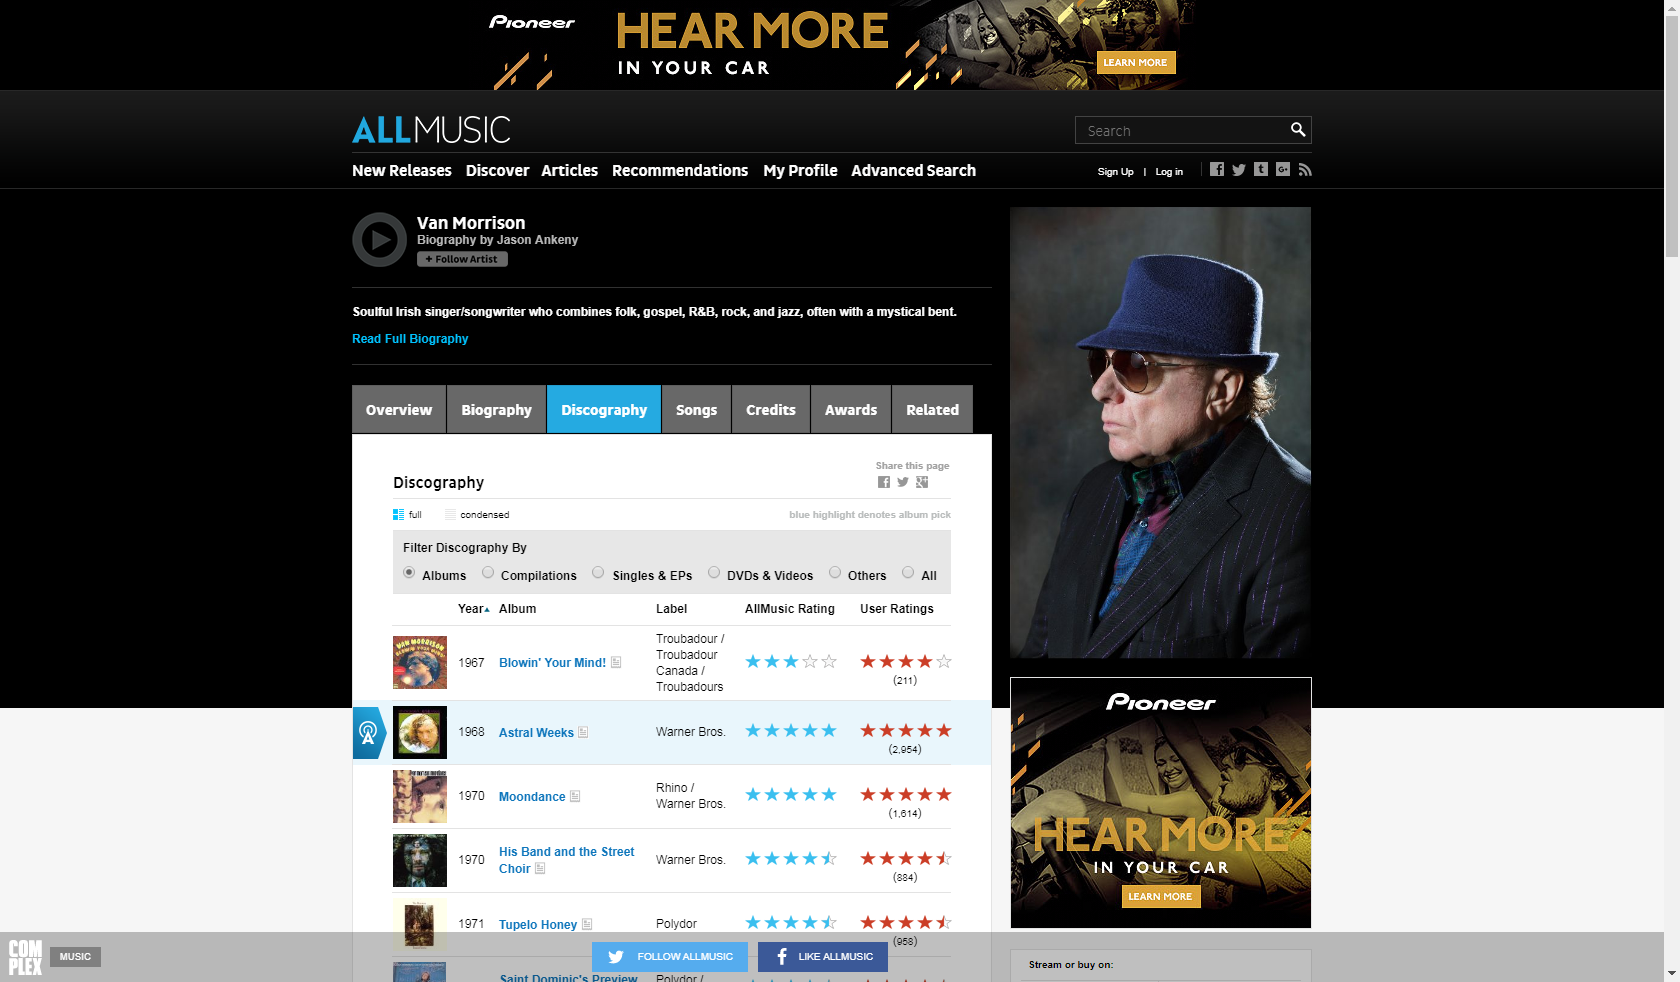 Pioneer
HEAR MORE
IN YOUR CAR
LEARN MORE
ALLMUSIC
Search
New Releases Discover Articles Recommendations My Profile Advanced Search
Sign Up | Log in
Van Morrison
Biography by Jason Ankeny
+ Follow Artist
Soulful Irish singer/songwriter who combines folk, gospel, R&B, rock, and jazz, often with a mystical bent.
Read Full Biography
Overview Biography Discography Songs Credits Awards Related
Share this page
Discography
full condensed blue highlight denotes album pick
Filter Discography By
Albums Compilations Singles & EPs DVDs & Videos Others All
Year Album Label AllMusic Rating User Ratings
VAN MORRISON
BLOWIN' YOUR MIND!
1967 Blowin' Your Mind! Troubadour /
Troubadour
Canada /
Troubadours
(211)
1968 Astral Weeks Warner Bros.
(2,954)
1970 Moondance Rhino /
Warner Bros.
(1,614)
1970 His Band and the Street
Choir Warner Bros.
(884)
1971 Tupelo Honey Polydor
(958)
Saint Dominic's Preview Polydor /
Pioneer
HEAR MORE
IN YOUR CAR
LEARN MORE
Stream or buy on:
COM
PLEX
MUSIC
FOLLOW ALLMUSIC
LIKE ALLMUSIC